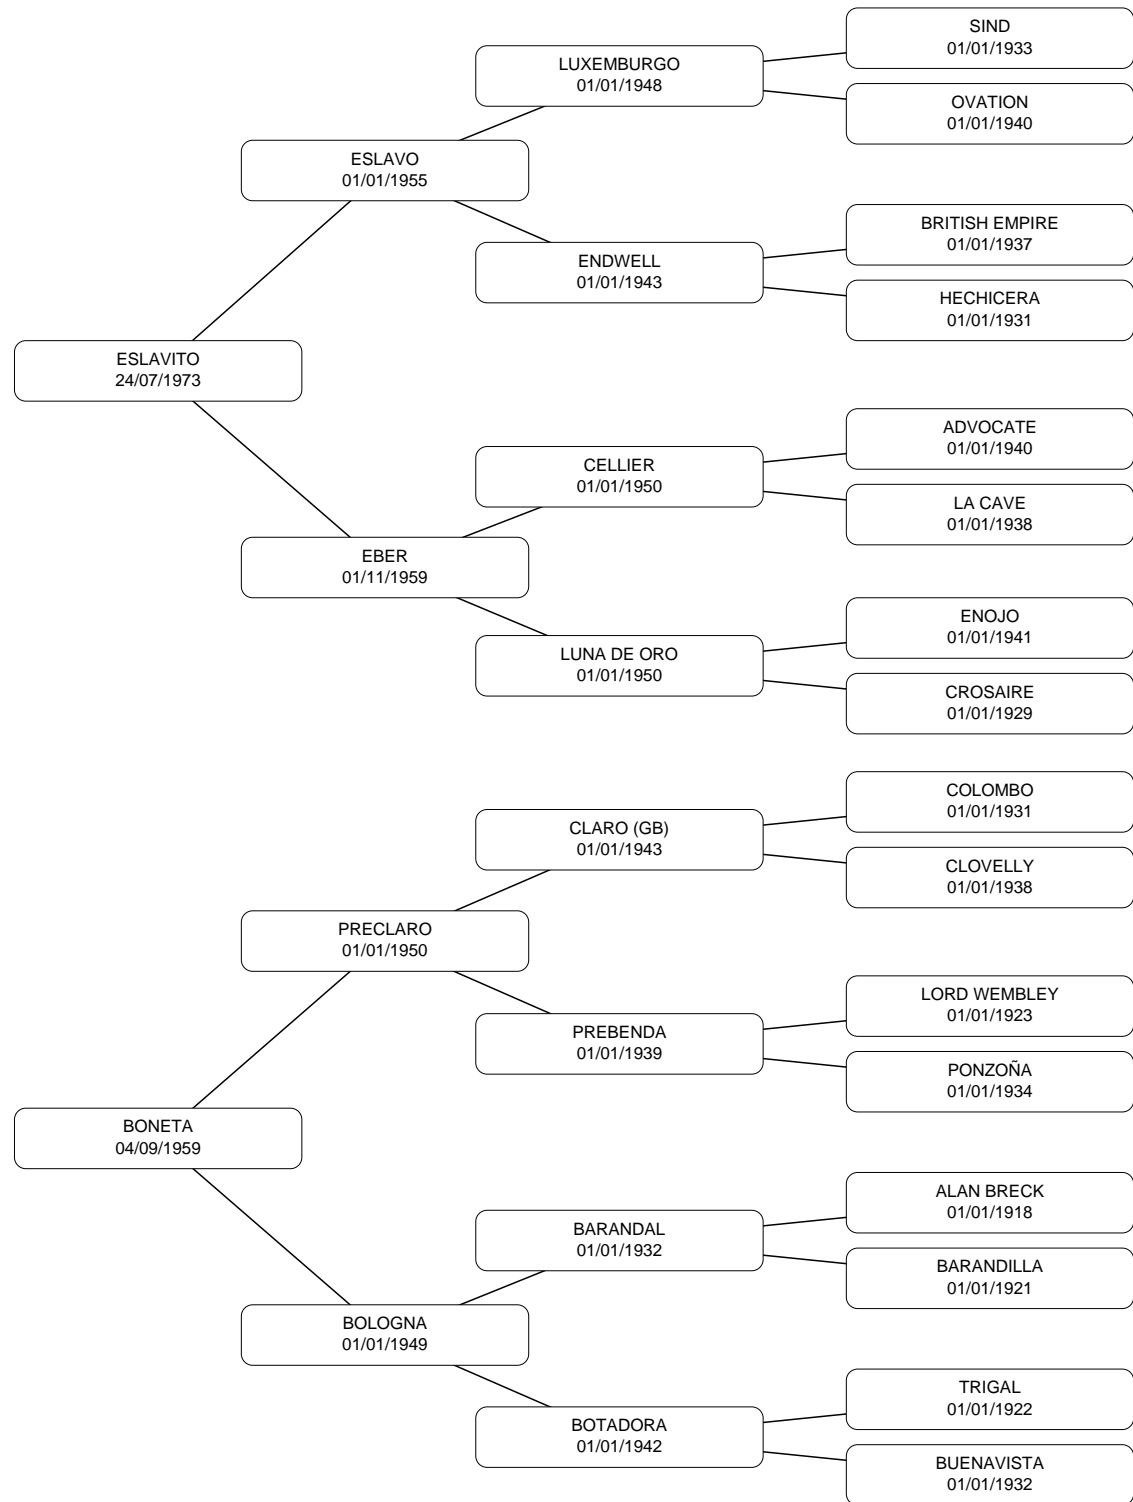 SIND
01/01/1933
LUXEMBURGO
01/01/1948
OVATION
01/01/1940
ESLAVO
01/01/1955
BRITISH EMPIRE
01/01/1937
ENDWELL
01/01/1943
HECHICERA
01/01/1931
ESLAVITO
24/07/1973
ADVOCATE
01/01/1940
CELLIER
01/01/1950
LA CAVE
01/01/1938
EBER
01/11/1959
ENOJO
01/01/1941
LUNA DE ORO
01/01/1950
CROSAIRE
01/01/1929
COLOMBO
01/01/1931
CLARO (GB)
01/01/1943
CLOVELLY
01/01/1938
PRECLARO
01/01/1950
LORD WEMBLEY
01/01/1923
PREBENDA
01/01/1939
PONZOÑA
01/01/1934
BONETA
04/09/1959
ALAN BRECK
01/01/1918
BARANDAL
01/01/1932
BARANDILLA
01/01/1921
BOLOGNA
01/01/1949
TRIGAL
01/01/1922
BOTADORA
01/01/1942
BUENAVISTA
01/01/1932